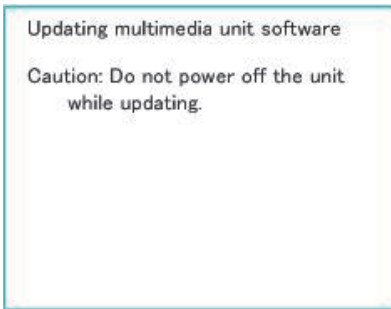 Updating multimedia unit software
Caution: Do not power off the unit
while updating.